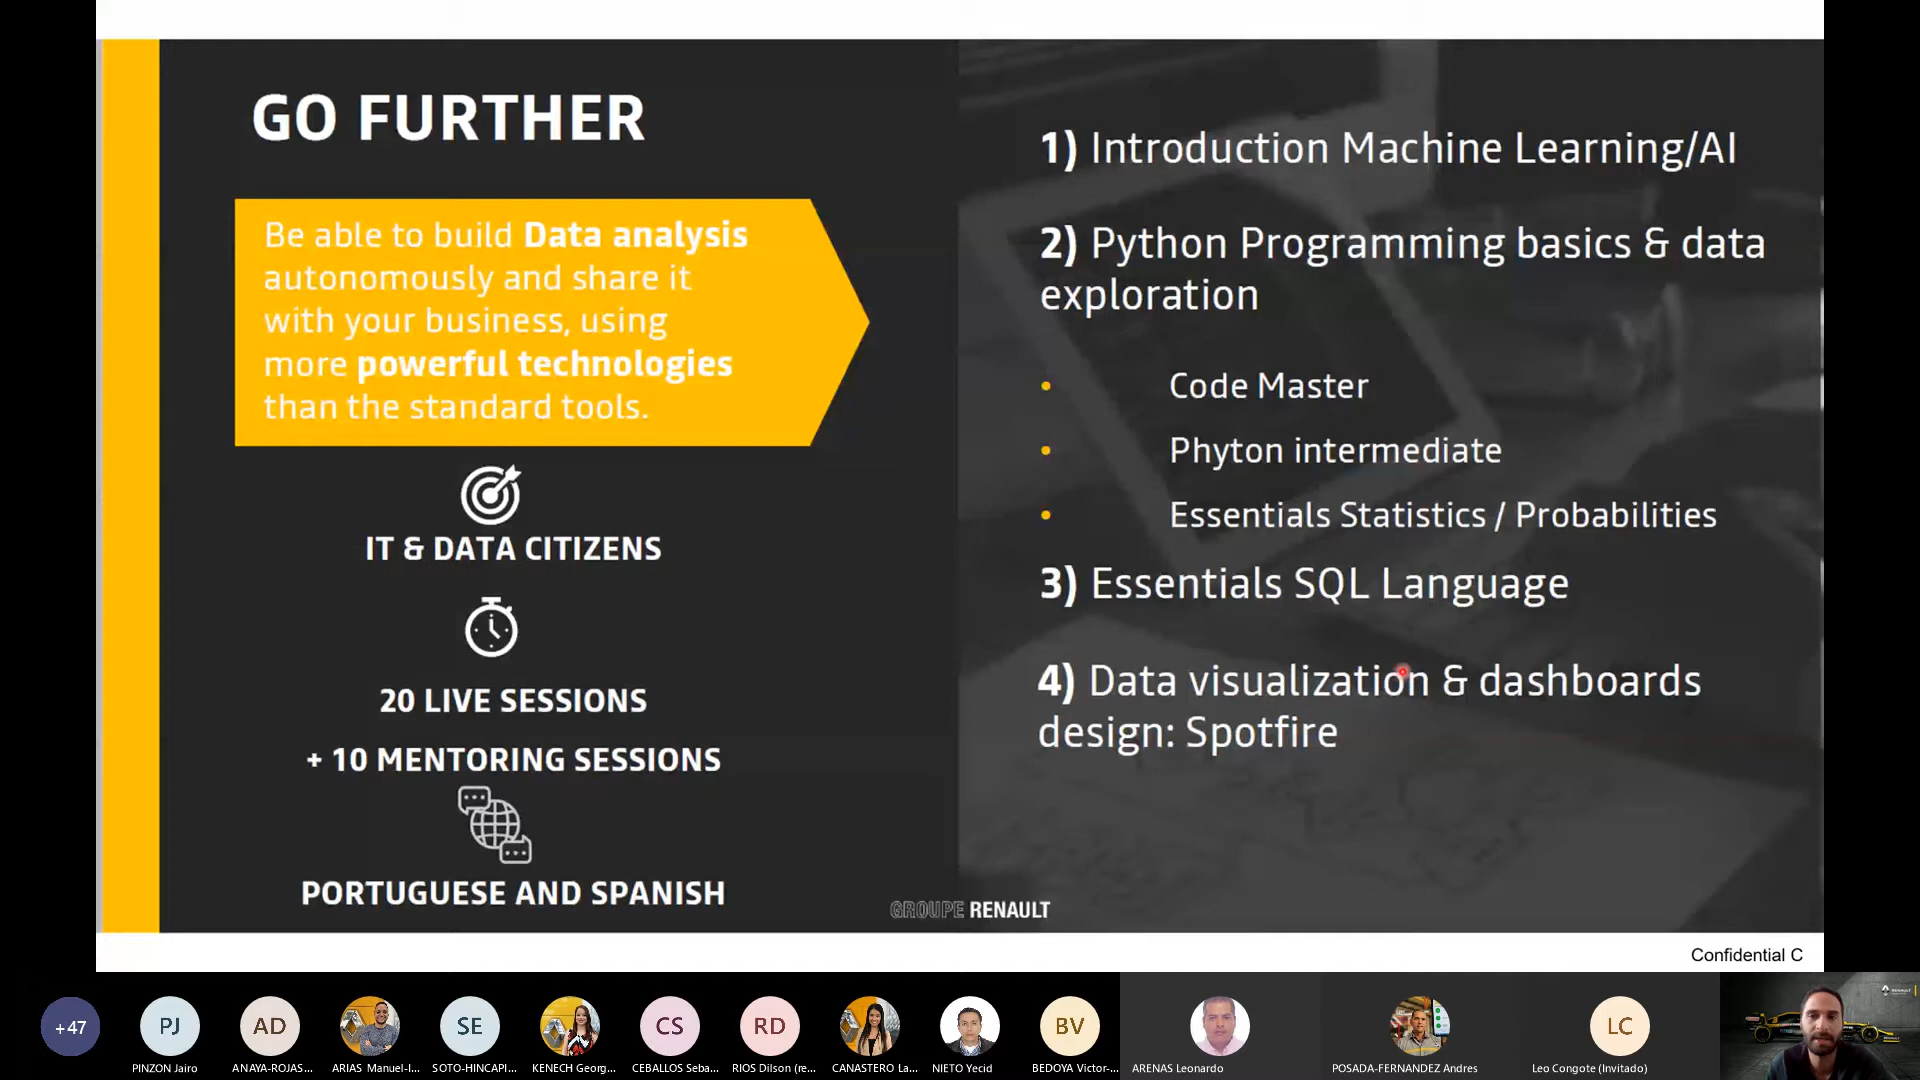 GO FURTHER
Be able to build Data analysis
autonomously and share it
with your business, using
more powerful technologies
than the standard tools.
IT & DATA CITIZENS
20 LIVE SESSIONS
+ 10 MENTORING SESSIONS
PORTUGUESE AND SPANISH
1) Introduction Machine Learning/AI
2) Python Programming basics & data
exploration
• Code Master
• Phyton intermediate
• Essentials Statistics / Probabilities
3) Essentials SQL Language
4) Data visualization & dashboards
design: Spotfire
GROUPE RENAULT
Confidential C
+47
PJ
PINZON Jairo
AD
ANAYA-ROJAS...
ARIAS Manuel-I...
SE
SOTO-HINCAPI...
KENECH Georg...
CS
CEBALLOS Seba...
RD
RIOS Dilson (re...
CANASTERO La...
NIETO Yecid
BV
BEDOYA Victor-...
ARENAS Leonardo
POSADA-FERNANDEZ Andres
LC
Leo Congote (Invitado)
RENAULT